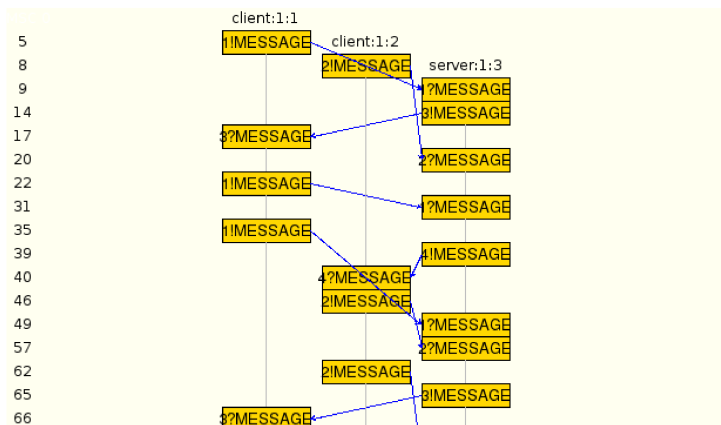 client:1:1
5 1!MESSAGE client:1:2
8 2!MESSAGE server:1:3
9 1?MESSAGE
14 3!MESSAGE
17 3?MESSAGE
20 2?MESSAGE
22 1!MESSAGE
31 1?MESSAGE
35 1!MESSAGE
39 4!MESSAGE
40 4?MESSAGE
46 2!MESSAGE
49 1?MESSAGE
57 2?MESSAGE
62 2!MESSAGE
65 3!MESSAGE
66 3?MESSAGE